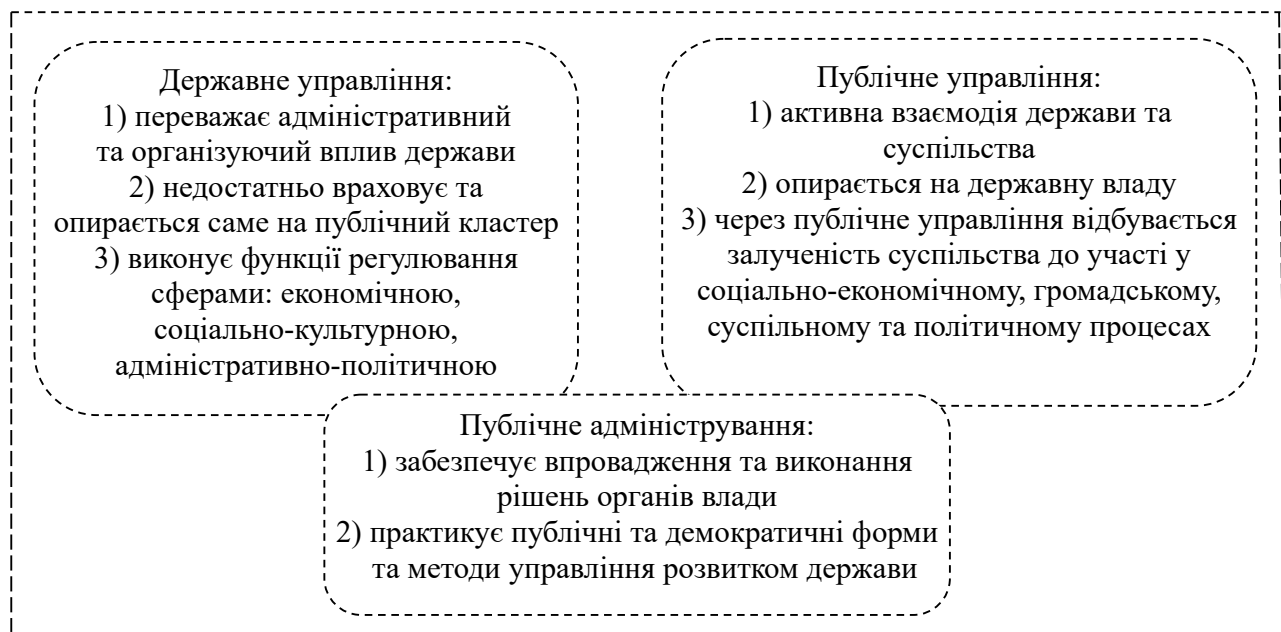 Державне управління:
1) переважає адміністративний
та організуючий вплив держави
2) недостатньо враховує та
опирається саме на публічний кластер
3) виконує функції регулювання
сферами: економічною,
соціально-культурною,
адміністративно-політичною
Публічне управління:
1) активна взаємодія держави та
суспільства
2) опирається на державну владу
3) через публічне управління відбувається
залученість суспільства до участі у
соціально-економічному, громадському,
суспільному та політичному процесах
Публічне адміністрування:
1) забезпечує впровадження та виконання
рішень органів влади
2) практикує публічні та демократичні форми
та методи управління розвитком держави